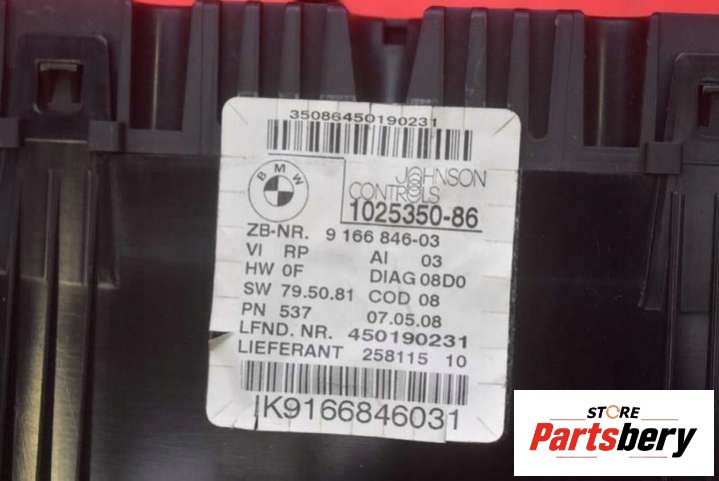 35086450190231
BMW
JOHNSON
CONTROLS
1025350-86
ZB-NR. 9 166 846-03
VI RP AI 03
HW 0F DIAG 08D0
SW 79.50.81 COD 08
PN 537 07.05.08
LFND. NR. 450190231
LIEFERANT 258115 10
IK9166846031
STORE
Partsbery